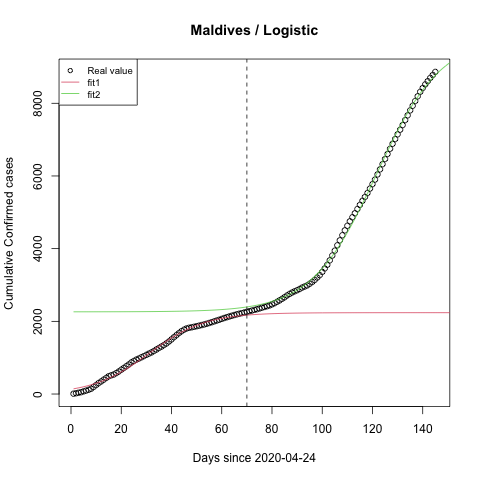 Maldives / Logistic
Real value
fit1
fit2
Cumulative Confirmed cases
8000
6000
4000
2000
0
0 20 40 60 80 100 120 140
Days since 2020-04-24